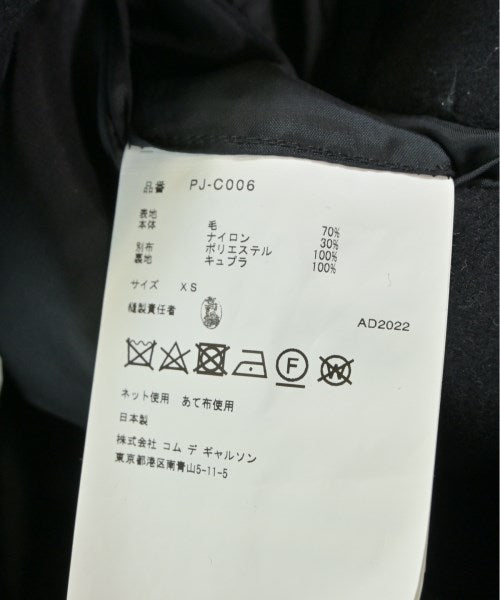 品番 PJ-C006
表地
本体 毛 70%
ナイロン 30%
別布 ポリエステル 100%
裏地 キュプラ 100%
サイズ XS
縫製責任者
AD2022
F W
ネット使用 あて布使用
日本製
株式会社 コム デ ギャルソン
東京都港区南青山5-11-5